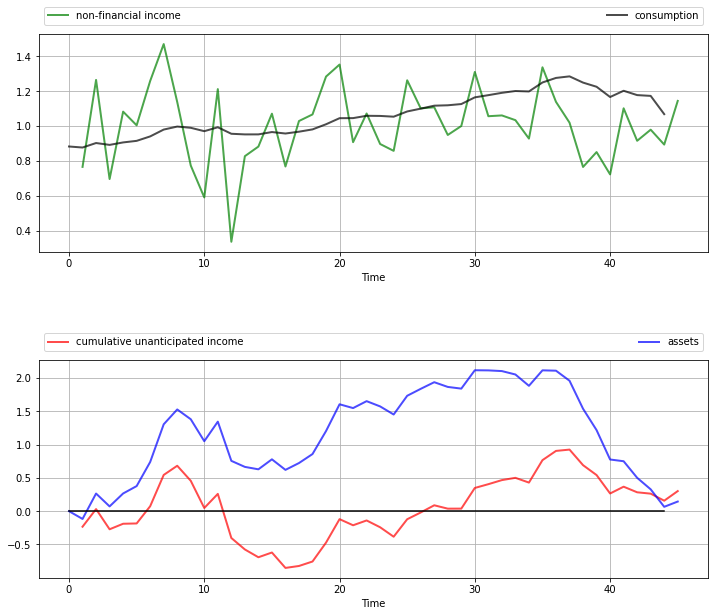 non-financial income consumption
1.4
1.2
1.0
0.8
0.6
0.4
0 10 20 30 40
Time
cumulative unanticipated income assets
2.0
1.5
1.0
0.5
0.0
−0.5
0 10 20 30 40
Time